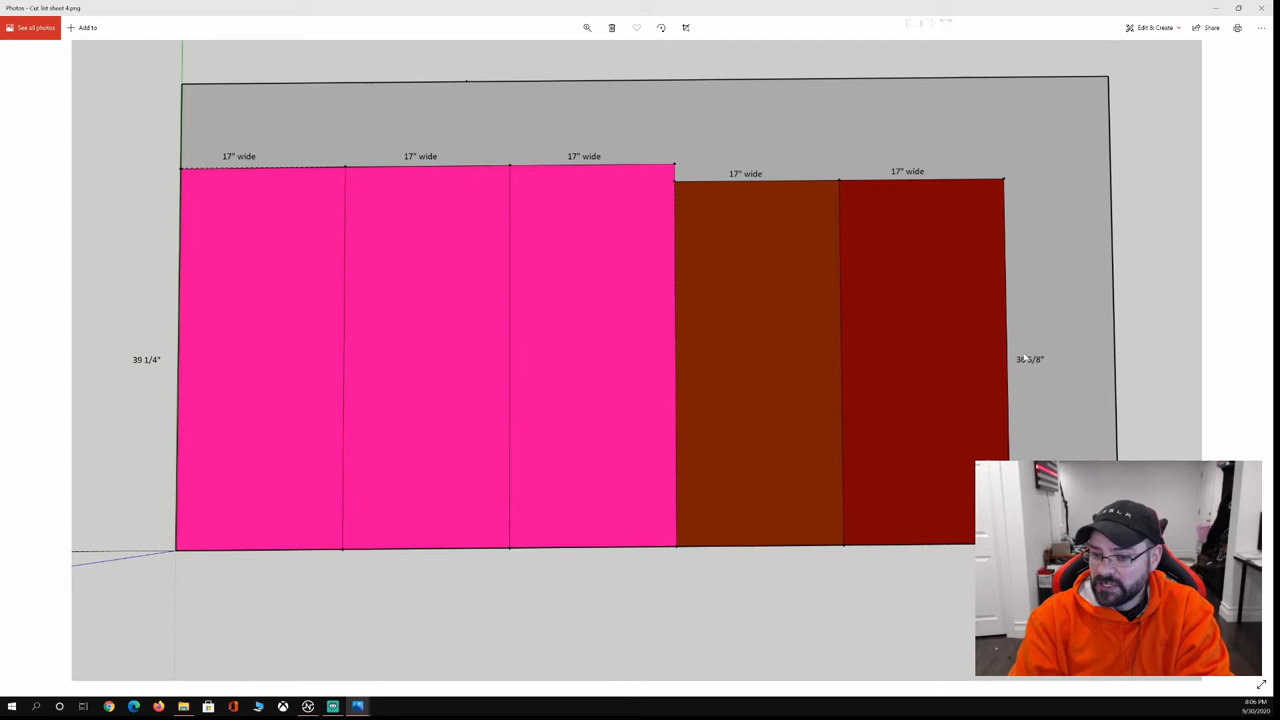 Photos - Cut list sheet 4.png
See all photos
Add to
Edit & Create
Share
17" wide
17" wide
17" wide
17" wide
17" wide
39 1/4"
TESLA
8:06 PM
9/30/2020